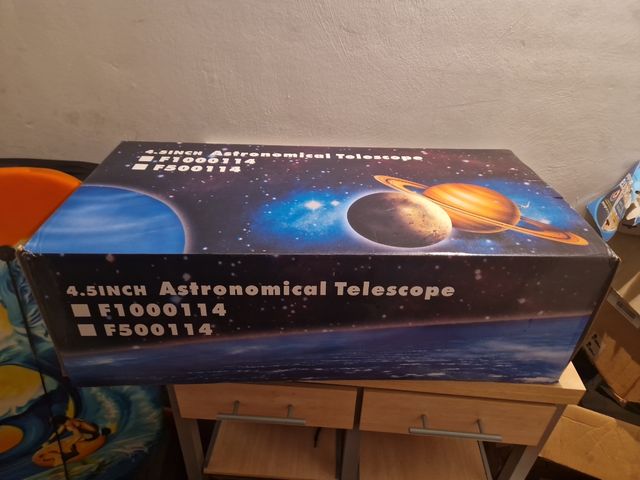 4.5INCH Astronomical Telescope
F1000114
F500114
4.5INCH Astronomical Telescope
F1000114
F500114